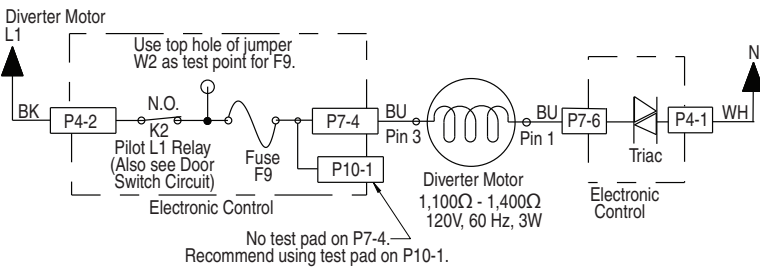 Diverter Motor
L1
Use top hole of jumper
W2 as test point for F9.
N
BK
P4-2
N.O.
K2
Pilot L1 Relay
(Also see Door
Switch Circuit)
Fuse
F9
P7-4
P10-1
BU
Pin 3
BU
Pin 1
P7-6
P4-1
WH
Triac
Electronic Control
Diverter Motor
1,100Ω - 1,400Ω
120V, 60 Hz, 3W
Electronic
Control
No test pad on P7-4.
Recommend using test pad on P10-1.